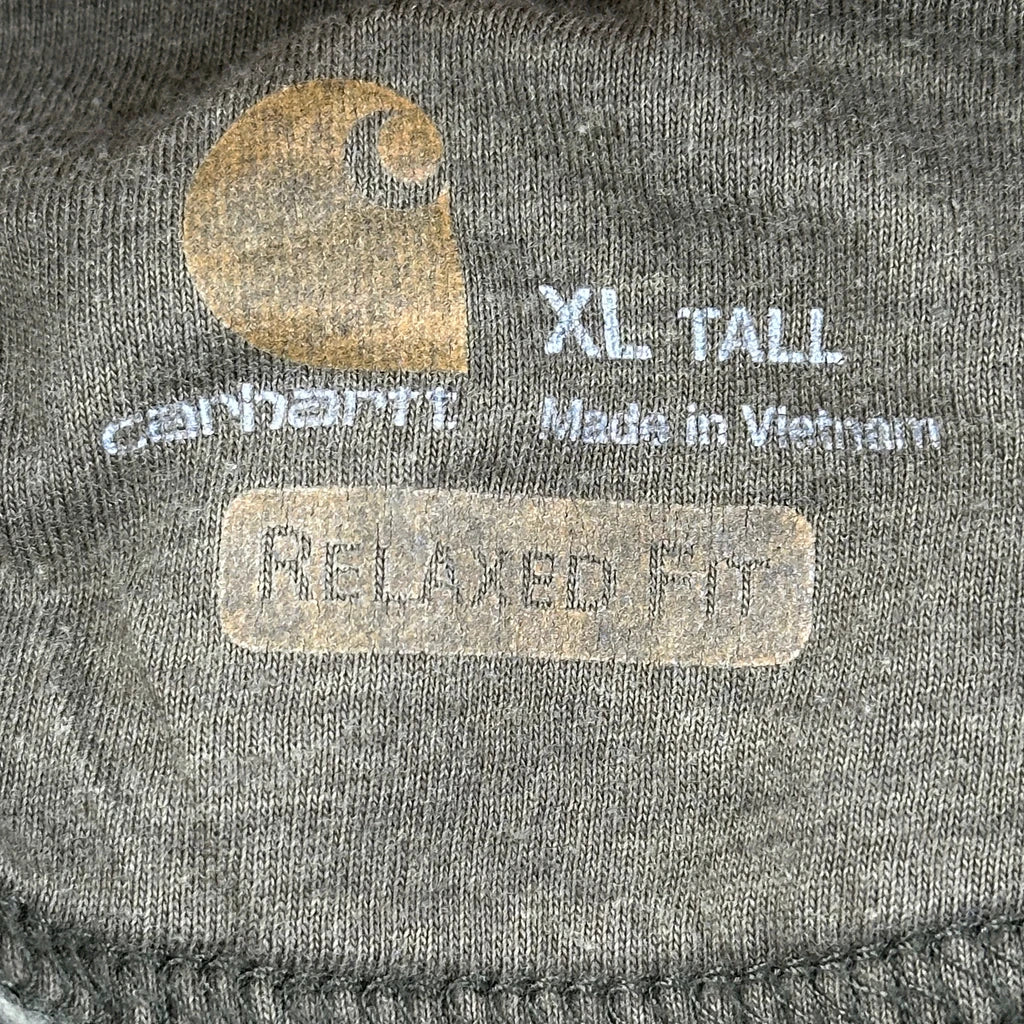 carhartt
XL TALL
Made in Vietnam
RELAXED FIT